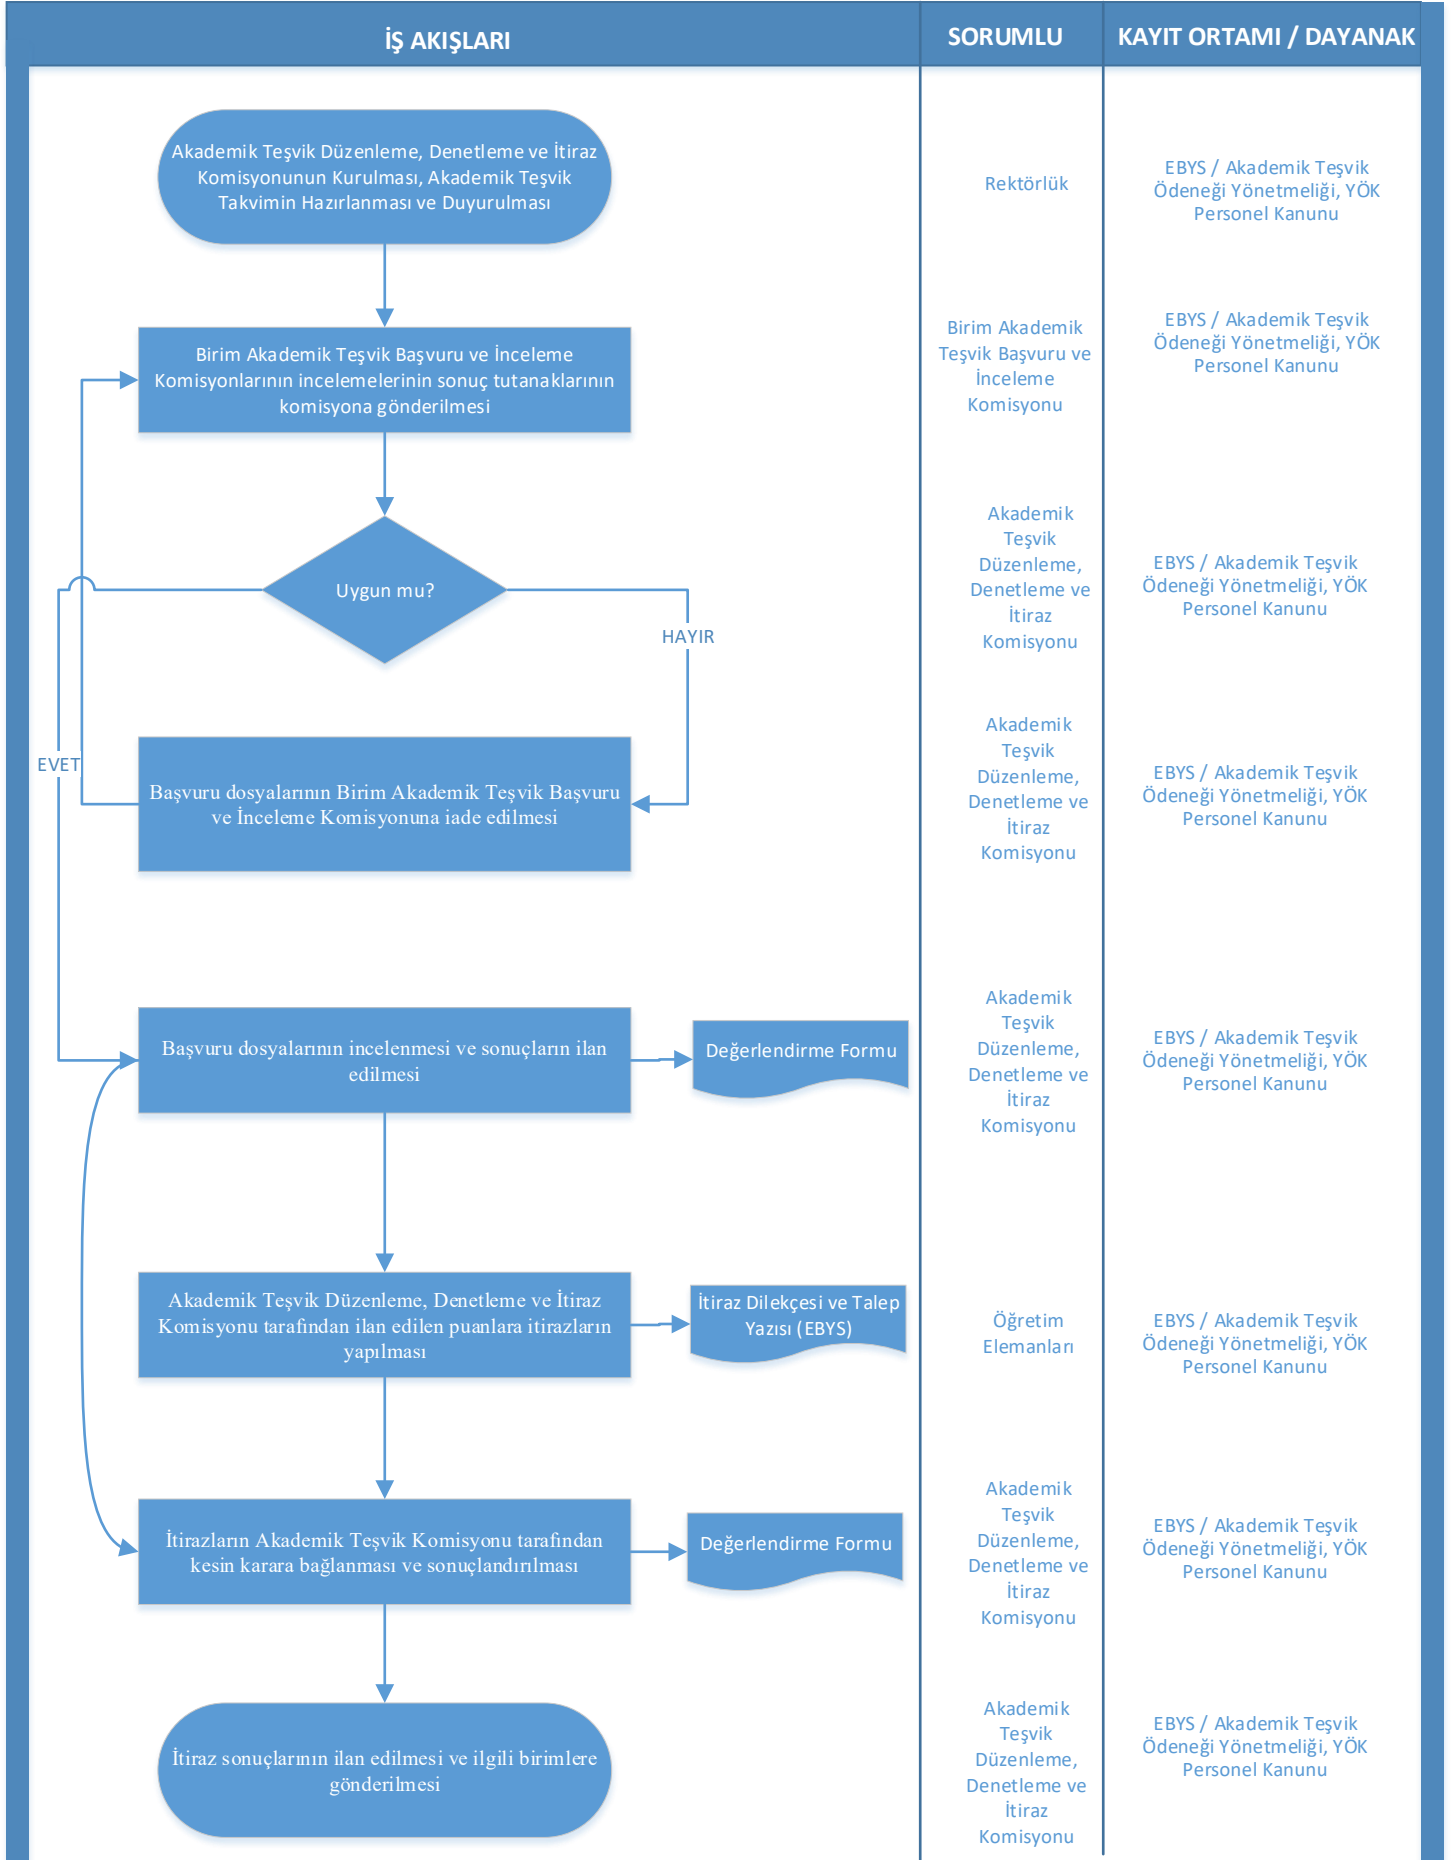 İŞ AKIŞLARI
SORUMLU
KAYIT ORTAMI / DAYANAK
Akademik Teşvik Düzenleme, Denetleme ve İtiraz
Komisyonunun Kurulması, Akademik Teşvik
Takvimin Hazırlanması ve Duyurulması
Rektörlük
EBYS / Akademik Teşvik
Ödeneği Yönetmeliği, YÖK
Personel Kanunu
Birim Akademik Teşvik Başvuru ve İnceleme
Komisyonlarının incelemelerinin sonuç tutanaklarının
komisyona gönderilmesi
Birim Akademik
Teşvik Başvuru ve
İnceleme
Komisyonu
EBYS / Akademik Teşvik
Ödeneği Yönetmeliği, YÖK
Personel Kanunu
Uygun mu?
HAYIR
EVET
Akademik
Teşvik
Düzenleme,
Denetleme ve
İtiraz
Komisyonu
EBYS / Akademik Teşvik
Ödeneği Yönetmeliği, YÖK
Personel Kanunu
Başvuru dosyalarının Birim Akademik Teşvik Başvuru
ve İnceleme Komisyonuna iade edilmesi
Akademik
Teşvik
Düzenleme,
Denetleme ve
İtiraz
Komisyonu
EBYS / Akademik Teşvik
Ödeneği Yönetmeliği, YÖK
Personel Kanunu
Başvuru dosyalarının incelenmesi ve sonuçların ilan
edilmesi
Değerlendirme Formu
Akademik
Teşvik
Düzenleme,
Denetleme ve
İtiraz
Komisyonu
EBYS / Akademik Teşvik
Ödeneği Yönetmeliği, YÖK
Personel Kanunu
Akademik Teşvik Düzenleme, Denetleme ve İtiraz
Komisyonu tarafından ilan edilen puanlara itirazların
yapılması
İtiraz Dilekçesi ve Talep
Yazısı (EBYS)
Öğretim
Elemanları
EBYS / Akademik Teşvik
Ödeneği Yönetmeliği, YÖK
Personel Kanunu
İtirazların Akademik Teşvik Komisyonu tarafından
kesin karara bağlanması ve sonuçlandırılması
Değerlendirme Formu
Akademik
Teşvik
Düzenleme,
Denetleme ve
İtiraz
Komisyonu
EBYS / Akademik Teşvik
Ödeneği Yönetmeliği, YÖK
Personel Kanunu
İtiraz sonuçlarının ilan edilmesi ve ilgili birimlere
gönderilmesi
Akademik
Teşvik
Düzenleme,
Denetleme ve
İtiraz
Komisyonu
EBYS / Akademik Teşvik
Ödeneği Yönetmeliği, YÖK
Personel Kanunu